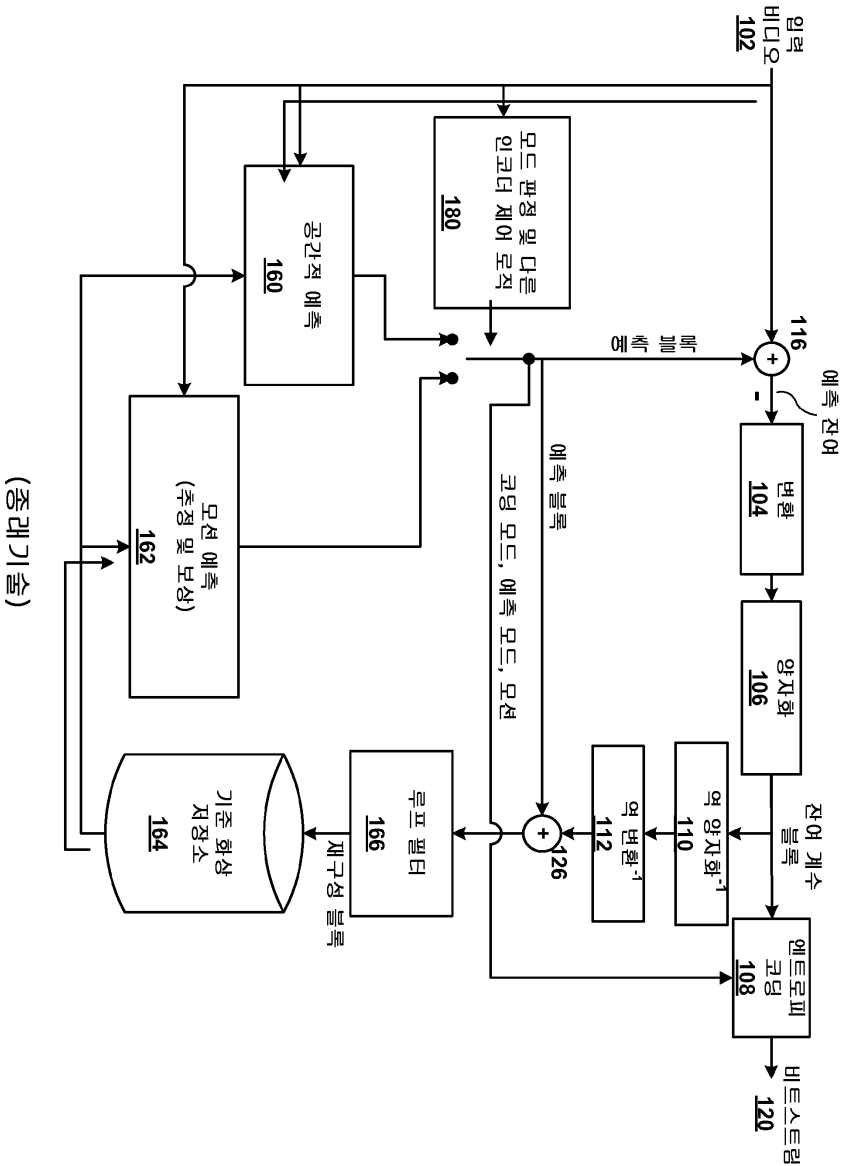 입력
비디오
102
116
예측 잔여
-
+
변환
104
양자화
106
잔여 계수
블록
엔트로피
코딩
108
비트스트림
120
예측 블록
역 양자화-1
110
역 변환-1
112
모드 판정 및 다른
인코더 제어 로직
180
예측 블록
+
126
코딩 모드, 예측 모드, 모션
공간적 예측
160
루프 필터
166
재구성 블록
모션 예측
(추정 및 보상)
162
기준 화상
저장소
164
(종래기술)